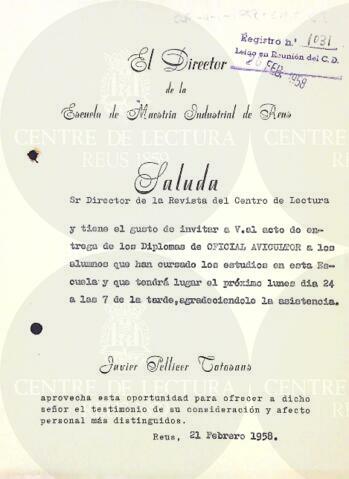 Registro n.º 1031
Leído en Reunión del C.D.
26 FEB. 1958
El Director
de la
Escuela de Maestría Industrial de Reus
CENTRE DE LECTURA
REUS 1859
Saluda
Sr Director de la Revista del Centro de Lectura
y tiene el gusto de invitar a V.al acto de en-
trega de los Diplomas de OFICIAL AVICULTOR a los
alumnos que han cursado los estudios en esta Es-
cuela y que tendrá lugar el próximo lunes dia 24
a las 7 de la tarde,agradeciendole la asistencia.
Javier Pellicer Totosaus
CENTRE DE LECTURA
aprovecha esta oportunidad para ofrecer a dicho
señor el testimonio de su consideración y afecto
personal más distinguidos.
Reus, 21 Febrero 1958.